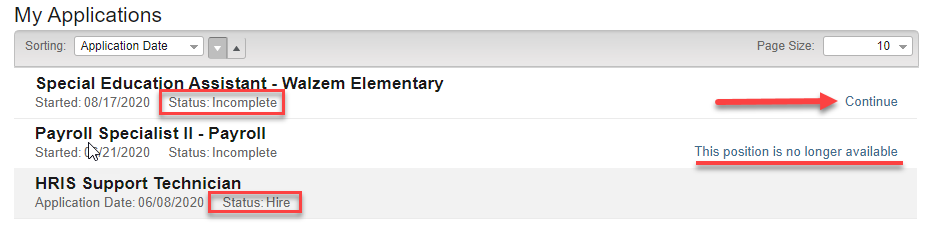 My Applications
Sorting: Application Date Page Size: 10
Special Education Assistant - Walzem Elementary
Started: 08/17/2020 Status: Incomplete Continue
Payroll Specialist II - Payroll
Started: /21/2020 Status: Incomplete This position is no longer available
HRIS Support Technician
Application Date: 06/08/2020 Status: Hire